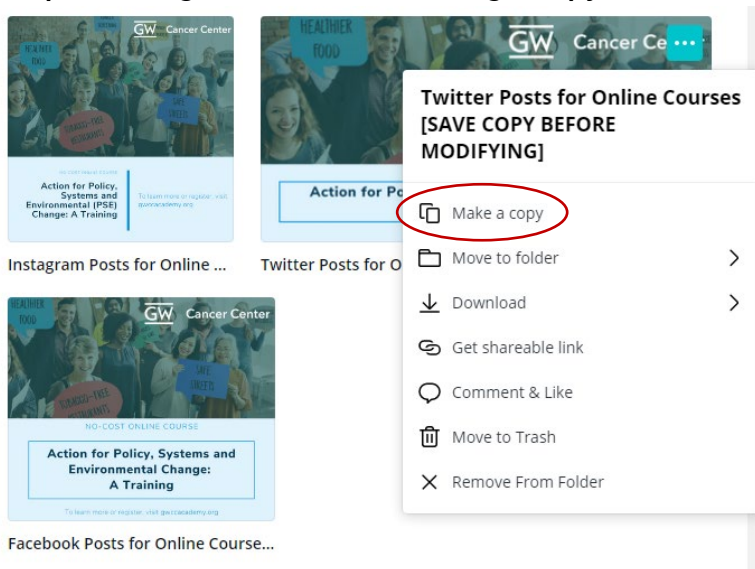 HEALTHIER
FOOD
GW Cancer Center
SAFE
STREETS
TOBACCO-FREE
RESTAURANTS
NO-COST ONLINE COURSE
Action for Policy,
Systems and
Environmental (PSE)
Change: A Training
To learn more or register, visit
gwccacademy.org
Instagram Posts for Online ...
HEALTHIER
FOOD
GW Cancer Ce
Action for Po
Twitter Posts for O
Twitter Posts for Online Courses
[SAVE COPY BEFORE
MODIFYING]
Make a copy
Move to folder
Download
Get shareable link
Comment & Like
Move to Trash
Remove From Folder
HEALTHIER
FOOD
GW Cancer Center
SAFE
STREETS
TOBACCO-FREE
RESTAURANTS
NO-COST ONLINE COURSE
Action for Policy, Systems and
Environmental Change:
A Training
To learn more or register, visit gwccacademy.org
Facebook Posts for Online Course...